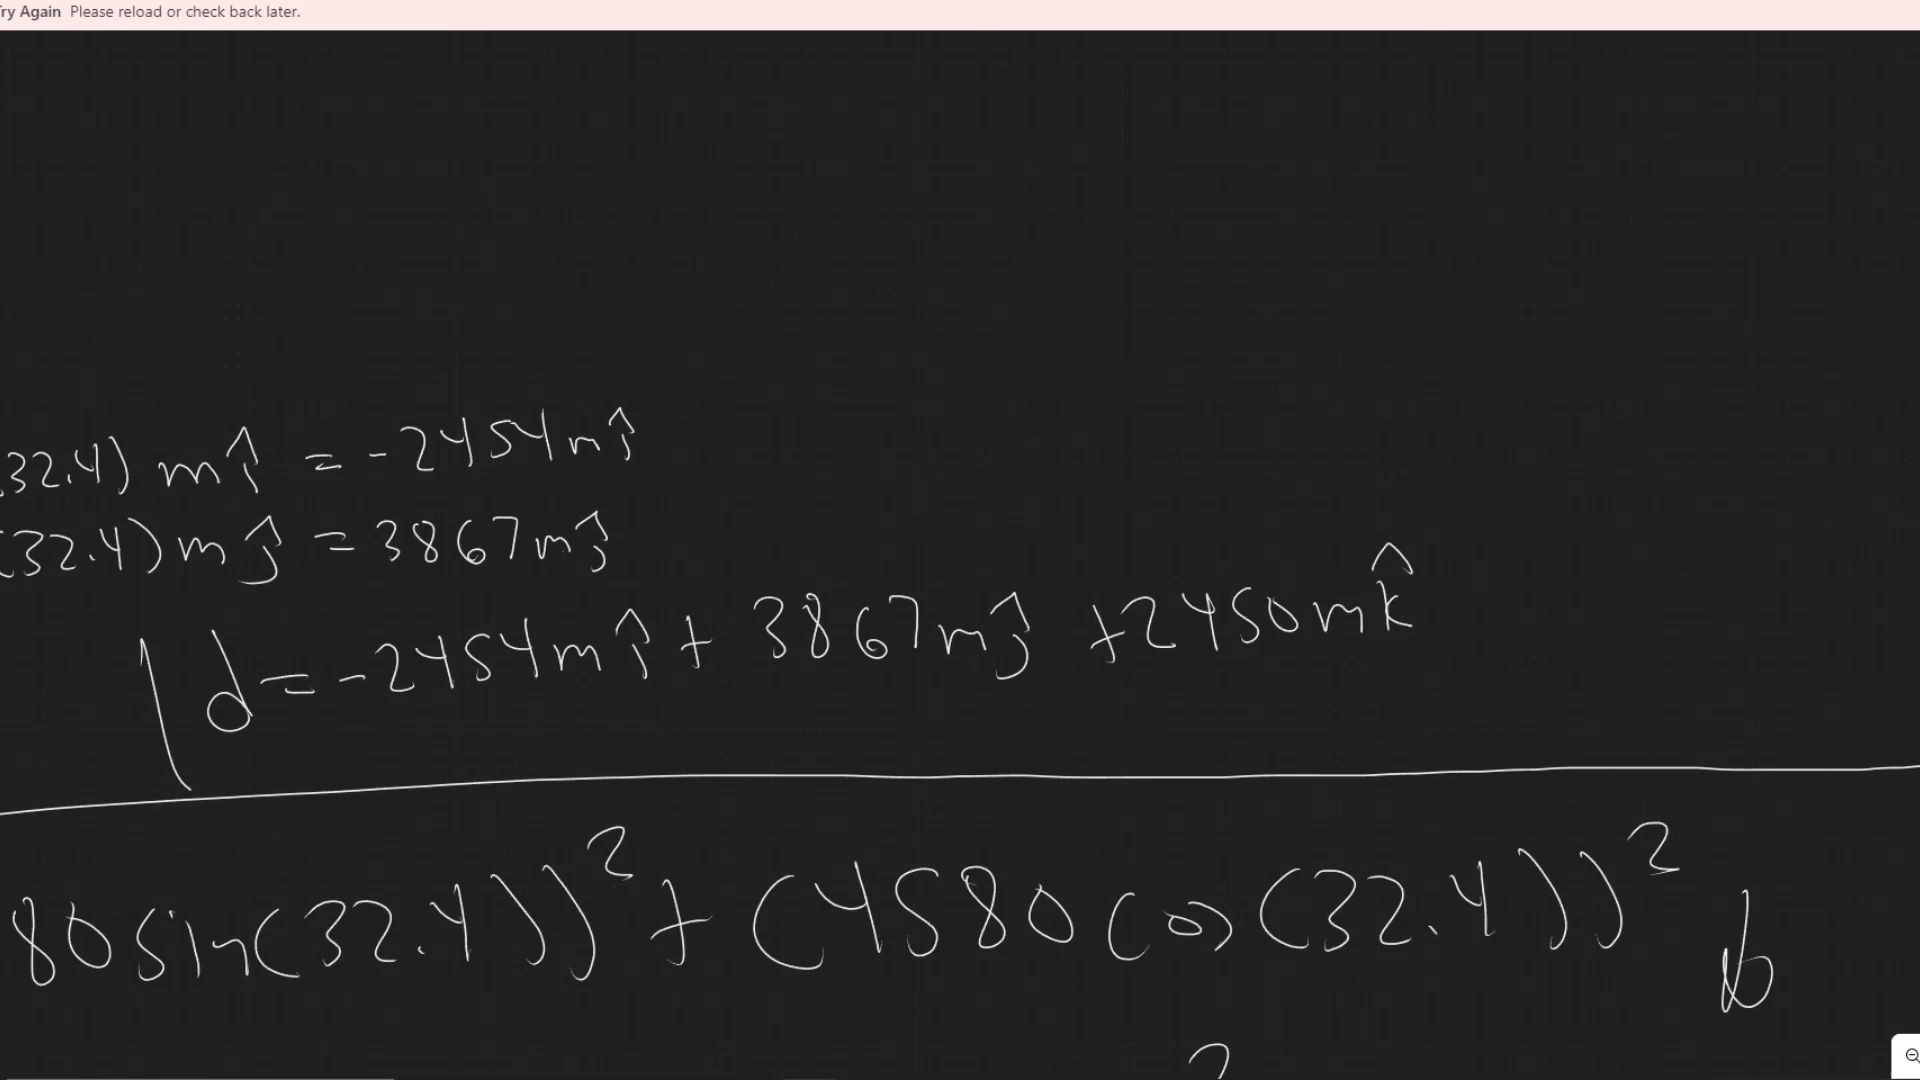 Try Again Please reload or check back later.
32.4) m î = -2454 m î
(32.4) m ĵ = 3867 m ĵ
d = -2454 m î + 3867 m ĵ + 2450 m k̂
80 sin(32.4))² + (4580 cos(32.4))² b
2